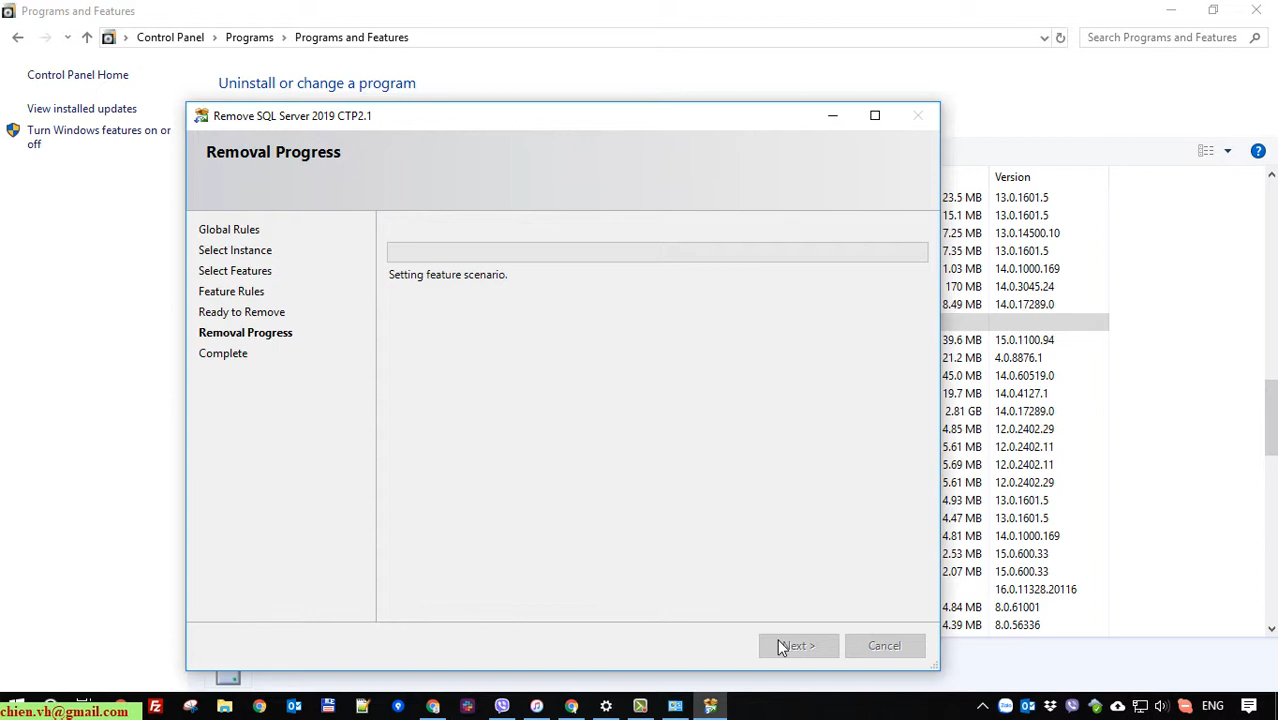 Programs and Features
Control Panel
Programs
Programs and Features
Search Programs and Features
Control Panel Home
View installed updates
Turn Windows features on or
off
Uninstall or change a program
Remove SQL Server 2019 CTP2.1
Removal Progress
Global Rules
Select Instance
Select Features
Feature Rules
Ready to Remove
Removal Progress
Complete
Setting feature scenario.
Next >
Cancel
Version
23.5 MB 13.0.1601.5
15.1 MB 13.0.1601.5
7.25 MB 13.0.14500.10
7.35 MB 13.0.1601.5
1.03 MB 14.0.1000.169
170 MB 14.0.3045.24
8.49 MB 14.0.17289.0
39.6 MB 15.0.1100.94
21.2 MB 4.0.8876.1
45.0 MB 14.0.60519.0
19.7 MB 14.0.4127.1
2.81 GB 14.0.17289.0
4.85 MB 12.0.2402.29
5.61 MB 12.0.2402.11
5.69 MB 12.0.2402.11
5.61 MB 12.0.2402.29
4.93 MB 13.0.1601.5
4.47 MB 13.0.1601.5
4.81 MB 14.0.1000.169
2.53 MB 15.0.600.33
2.07 MB 15.0.600.33
16.0.11328.20116
4.84 MB 8.0.61001
4.39 MB 8.0.56336
chien.vh@gmail.com
ENG